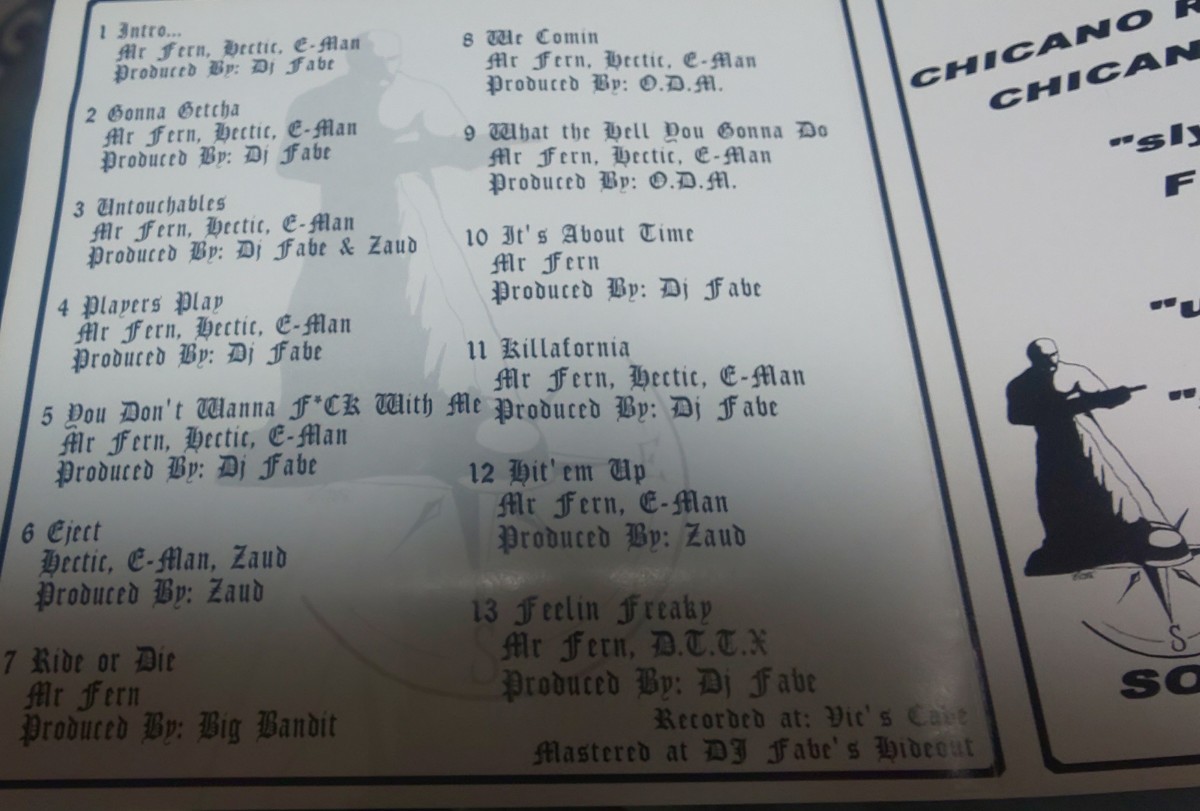 1 Intro...
Mr Fern, Hectic, E-Man
Produced By: Dj Fabe
2 Gonna Getcha
Mr Fern, Hectic, E-Man
Produced By: Dj Fabe
3 Untouchables
Mr Fern, Hectic, E-Man
Produced By: Dj Fabe & Zaud
4 Players Play
Mr Fern, Hectic, E-Man
Produced By: Dj Fabe
5 You Don't Wanna F*CK With Me
Mr Fern, Hectic, E-Man
Produced By: Dj Fabe
6 Eject
Hectic, E-Man, Zaud
Produced By: Zaud
7 Ride or Die
Mr Fern
Produced By: Big Bandit
8 We Comin
Mr Fern, Hectic, E-Man
Produced By: O.D.M.
9 What the Hell You Gonna Do
Mr Fern, Hectic, E-Man
Produced By: O.D.M.
10 It's About Time
Mr Fern
Produced By: Dj Fabe
11 Killafornia
Mr Fern, Hectic, E-Man
Produced By: Dj Fabe
12 Hit'em Up
Mr Fern, E-Man
Produced By: Zaud
13 Feelin Freaky
Mr Fern, D.T.T.X
Produced By: Dj Fabe
Recorded at: Vic's Cave
Mastered at DJ Fabe's Hideout
CHICANO R
CHICAN
"sly
F
"u
S
SO